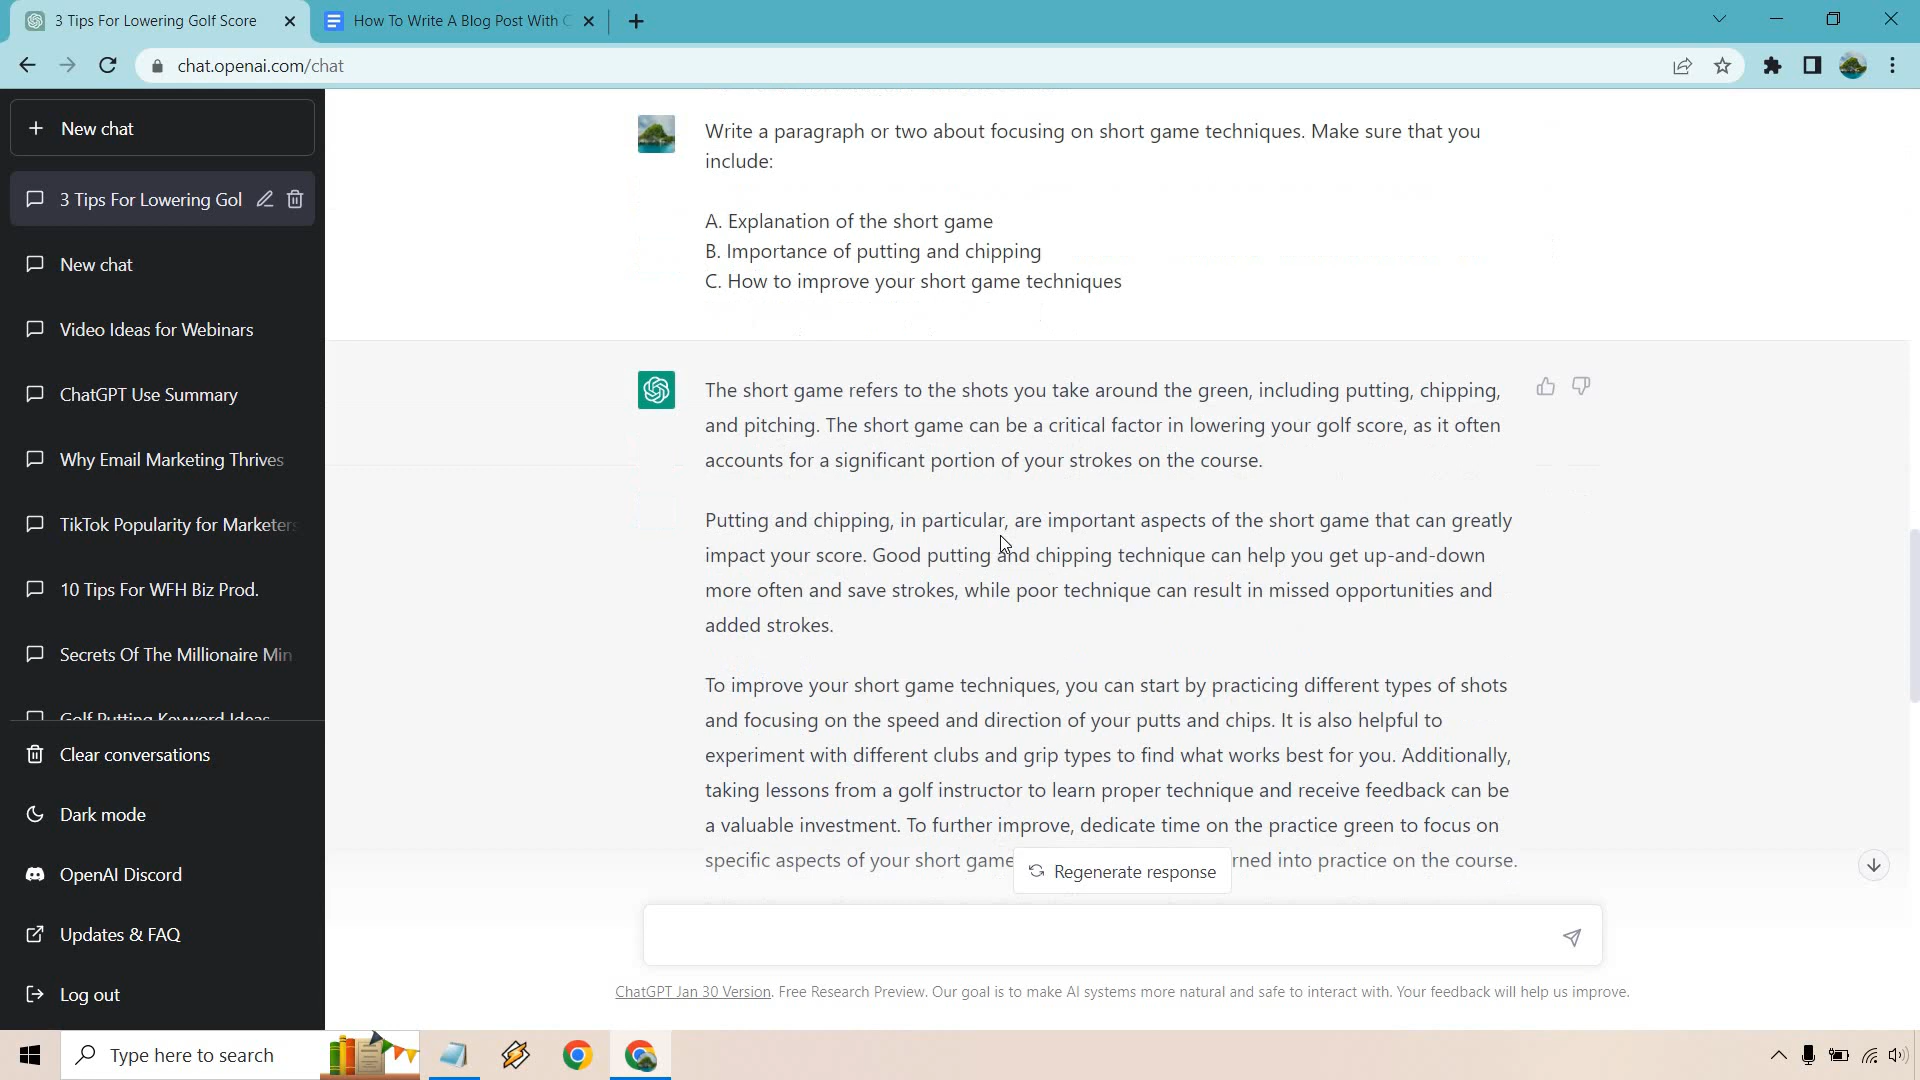 3 Tips For Lowering Golf Score
How To Write A Blog Post With C
chat.openai.com/chat
New chat
3 Tips For Lowering Gol
New chat
Video Ideas for Webinars
ChatGPT Use Summary
Why Email Marketing Thrives
TikTok Popularity for Marketers
10 Tips For WFH Biz Prod.
Secrets Of The Millionaire Min
Golf Putting Keyword Ideas
Clear conversations
Dark mode
OpenAI Discord
Updates & FAQ
Log out
Write a paragraph or two about focusing on short game techniques. Make sure that you
include:
A. Explanation of the short game
B. Importance of putting and chipping
C. How to improve your short game techniques
The short game refers to the shots you take around the green, including putting, chipping,
and pitching. The short game can be a critical factor in lowering your golf score, as it often
accounts for a significant portion of your strokes on the course.
Putting and chipping, in particular, are important aspects of the short game that can greatly
impact your score. Good putting and chipping technique can help you get up-and-down
more often and save strokes, while poor technique can result in missed opportunities and
added strokes.
To improve your short game techniques, you can start by practicing different types of shots
and focusing on the speed and direction of your putts and chips. It is also helpful to
experiment with different clubs and grip types to find what works best for you. Additionally,
taking lessons from a golf instructor to learn proper technique and receive feedback can be
a valuable investment. To further improve, dedicate time on the practice green to focus on
specific aspects of your short game rned into practice on the course.
Regenerate response
ChatGPT Jan 30 Version. Free Research Preview. Our goal is to make AI systems more natural and safe to interact with. Your feedback will help us improve.
Type here to search